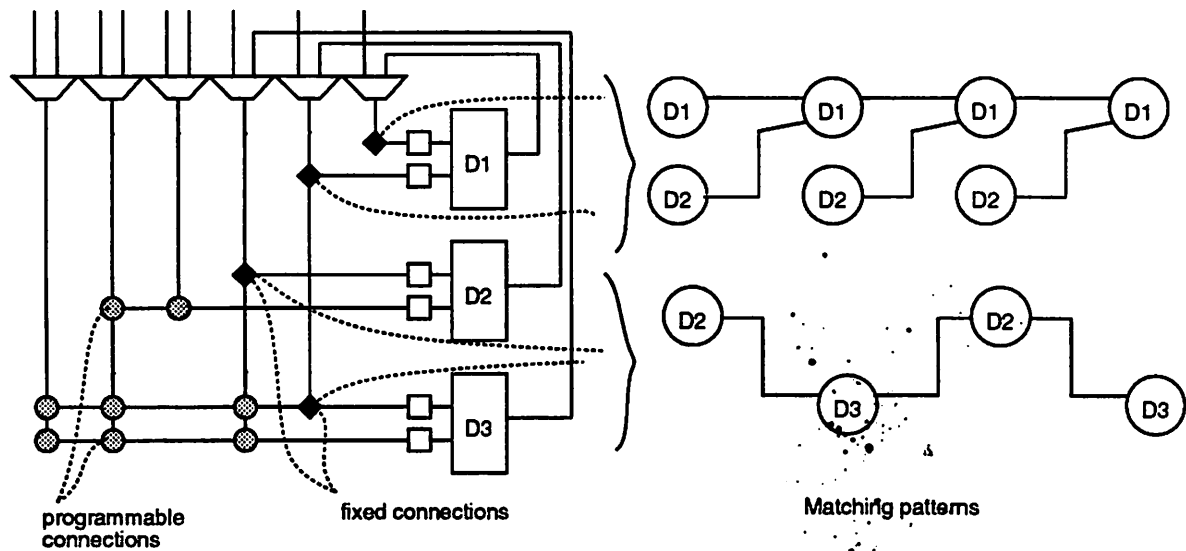 D1
D2
D3
programmable
connections
fixed connections
D1 D1 D1 D1
D2 D2 D2
D2 D2
D3 D3
Matching patterns